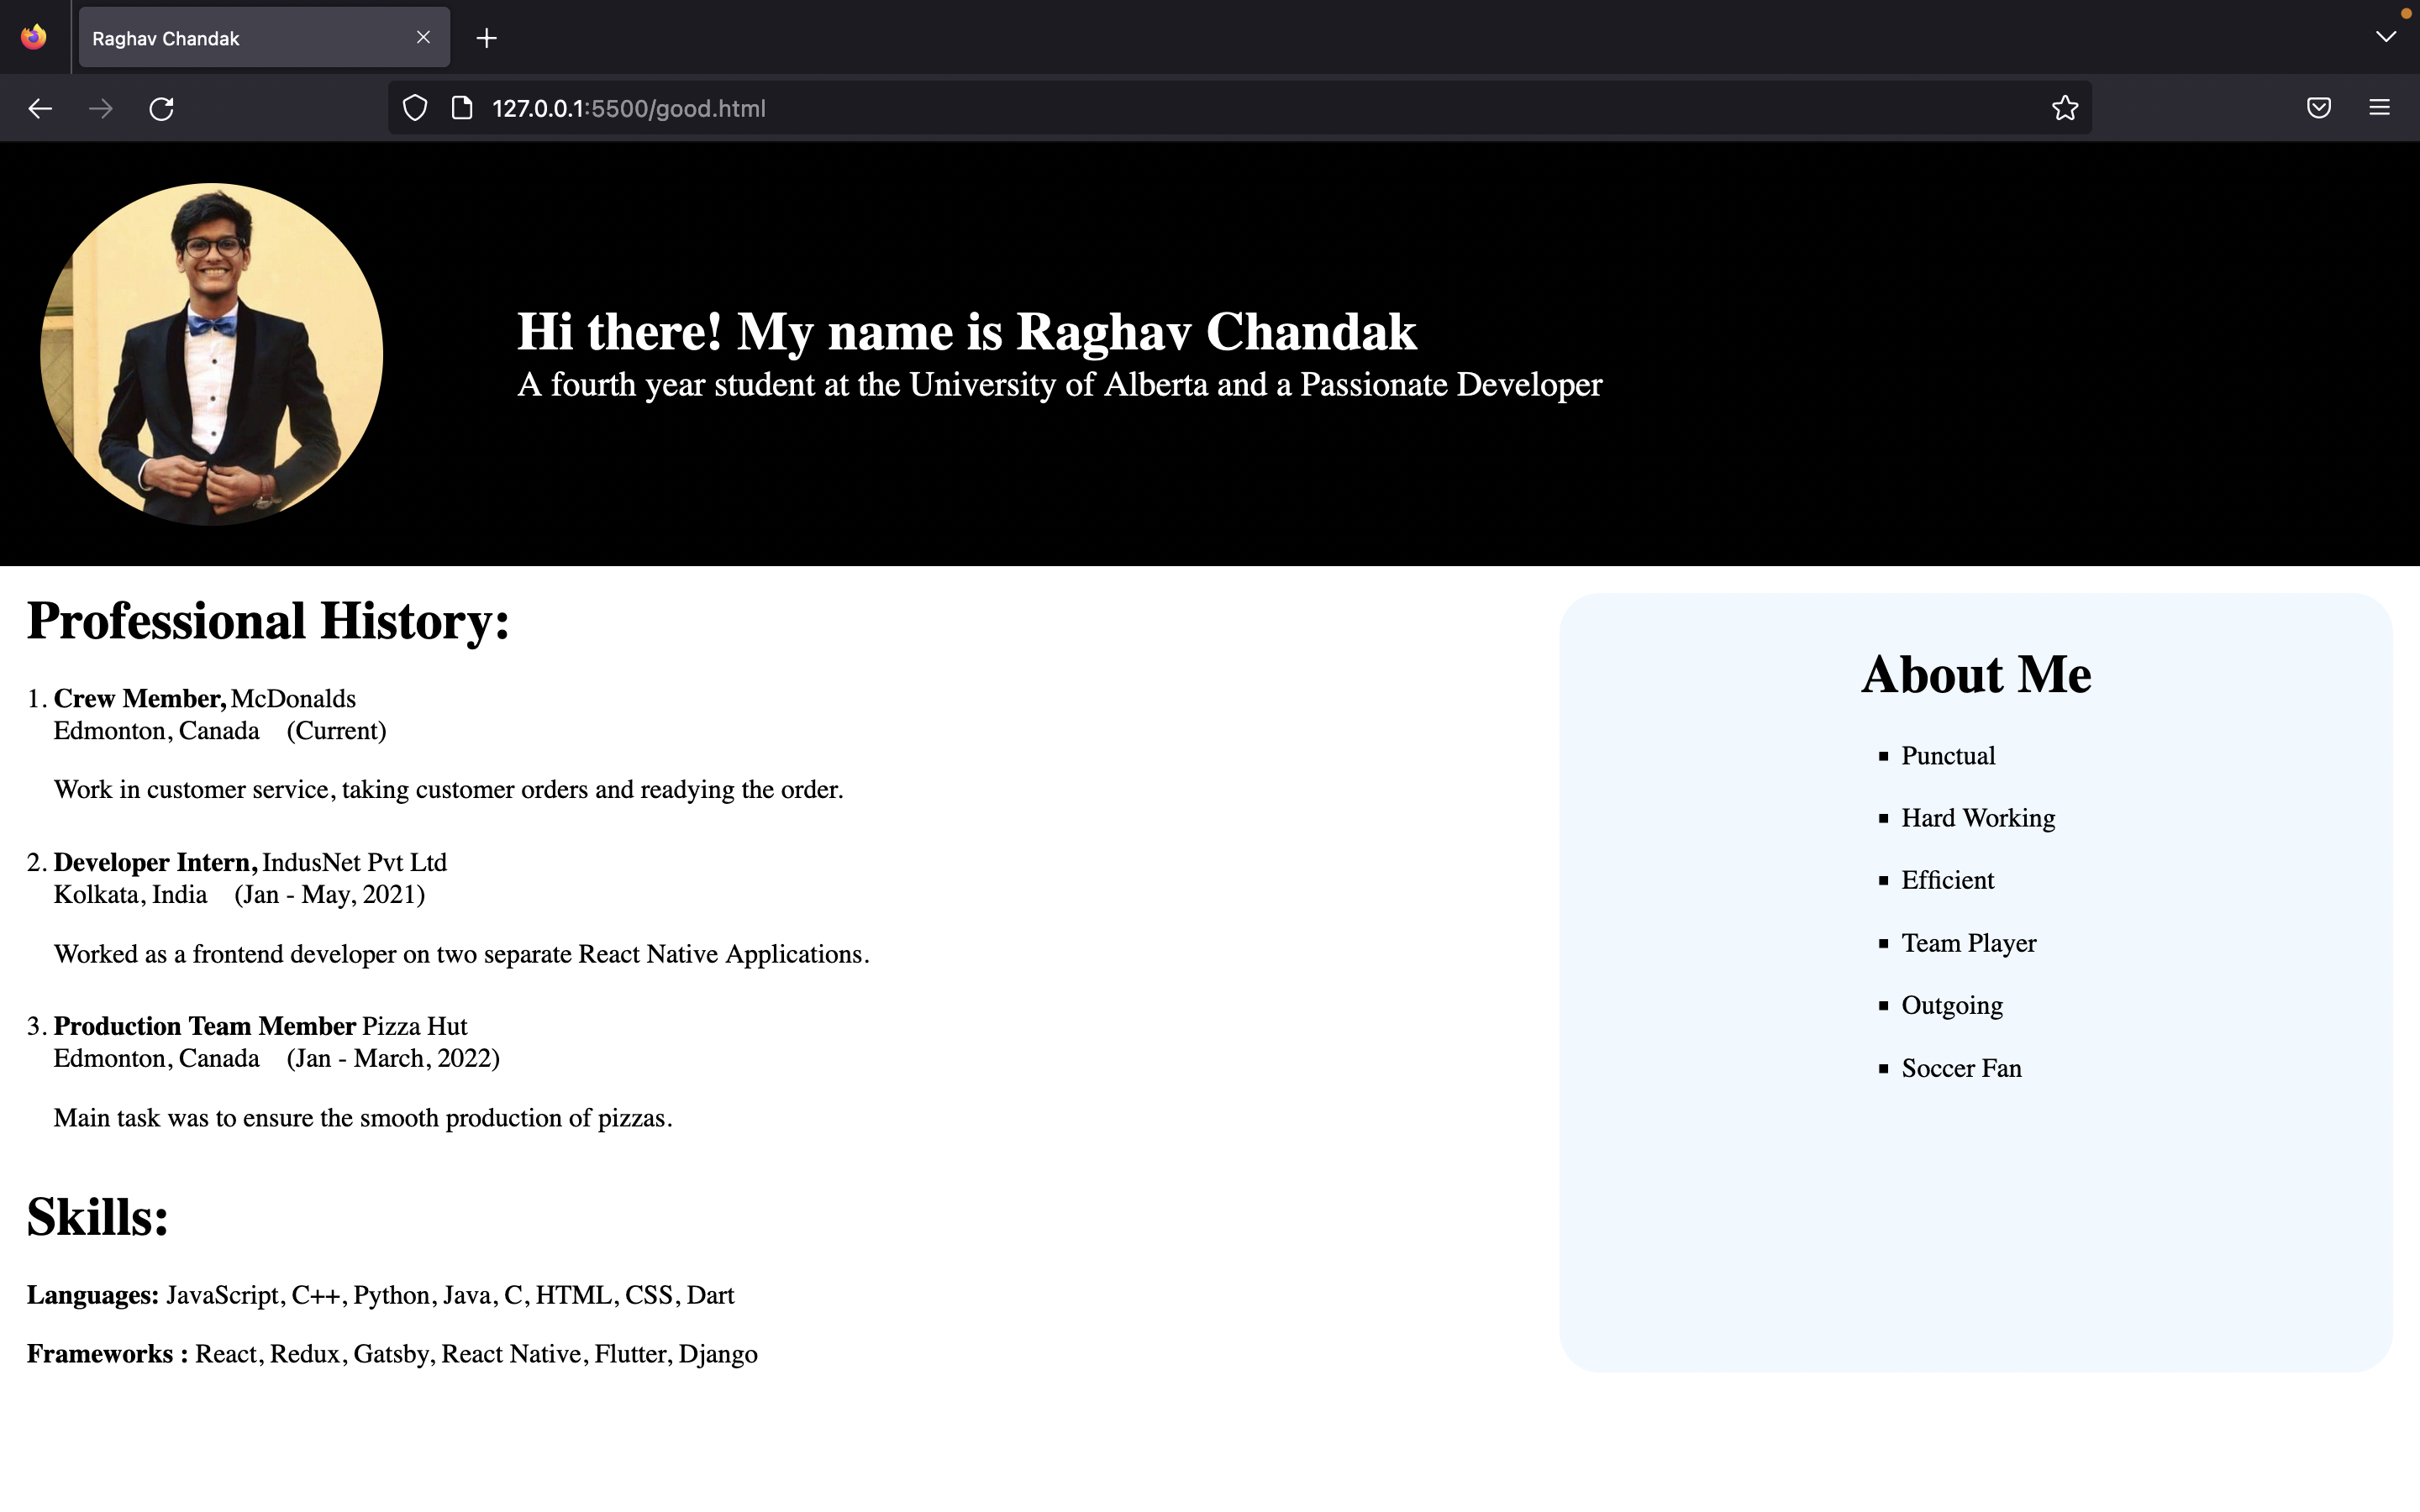 Raghav Chandak
127.0.0.1:5500/good.html
Hi there! My name is Raghav Chandak
A fourth year student at the University of Alberta and a Passionate Developer
Professional History:
1. Crew Member, McDonalds
Edmonton, Canada (Current)
Work in customer service, taking customer orders and readying the order.
2. Developer Intern, IndusNet Pvt Ltd
Kolkata, India (Jan - May, 2021)
Worked as a frontend developer on two separate React Native Applications.
3. Production Team Member Pizza Hut
Edmonton, Canada (Jan - March, 2022)
Main task was to ensure the smooth production of pizzas.
Skills:
Languages: JavaScript, C++, Python, Java, C, HTML, CSS, Dart
Frameworks : React, Redux, Gatsby, React Native, Flutter, Django
About Me
▪ Punctual
▪ Hard Working
▪ Efficient
▪ Team Player
▪ Outgoing
▪ Soccer Fan